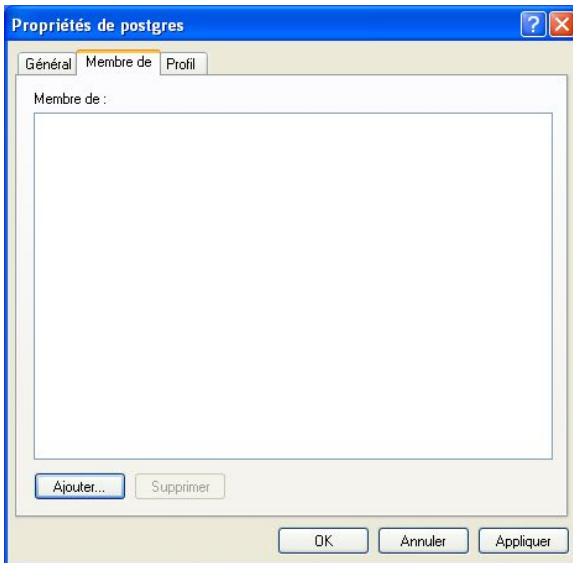 Propriétés de postgres
Général Membre de Profil
Membre de :
Ajouter... Supprimer
OK Annuler Appliquer